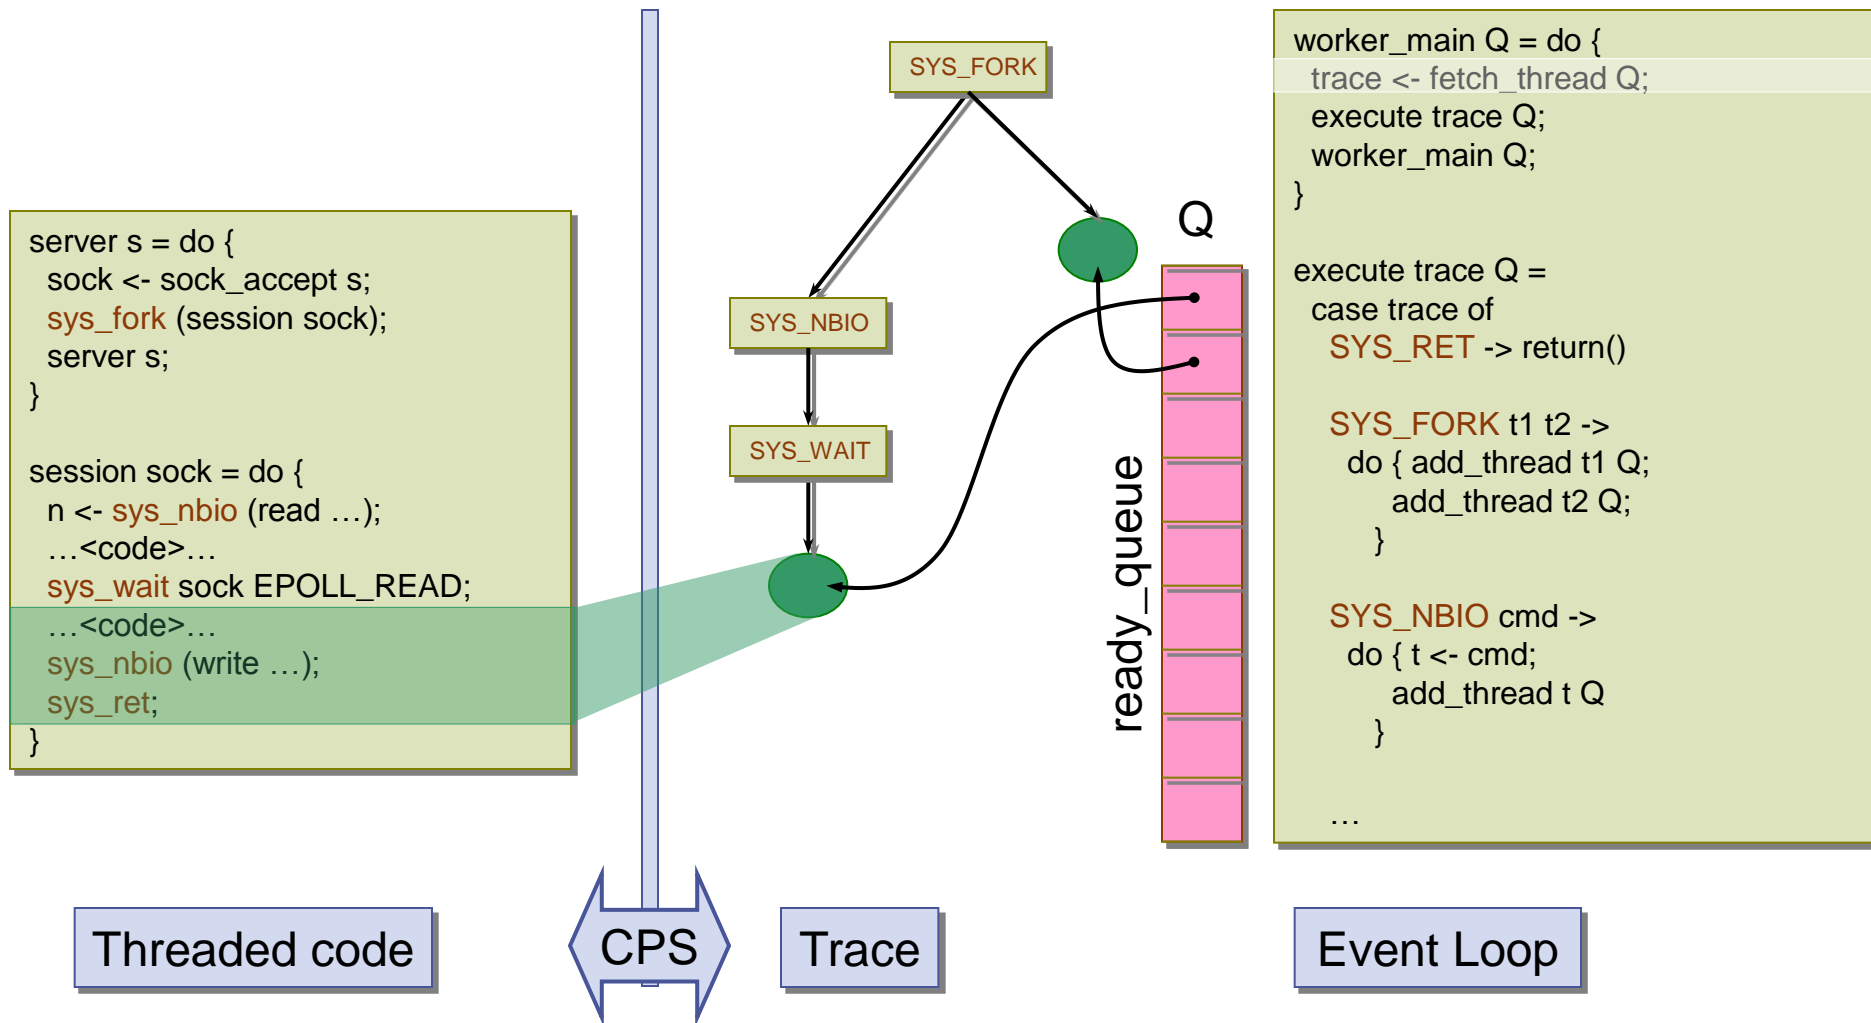 server s = do {
sock <- sock_accept s;
sys_fork (session sock);
server s;
}
session sock = do {
n <- sys_nbio (read …);
…<code>…
sys_wait sock EPOLL_READ;
…<code>…
sys_nbio (write …);
sys_ret;
}
Threaded code
CPS
SYS_FORK
SYS_NBIO
SYS_WAIT
Trace
Q
ready_queue
worker_main Q = do {
trace <- fetch_thread Q;
execute trace Q;
worker_main Q;
}
execute trace Q =
case trace of
SYS_RET -> return()
SYS_FORK t1 t2 ->
do { add_thread t1 Q;
add_thread t2 Q;
}
SYS_NBIO cmd ->
do { t <- cmd;
add_thread t Q
}
…
Event Loop